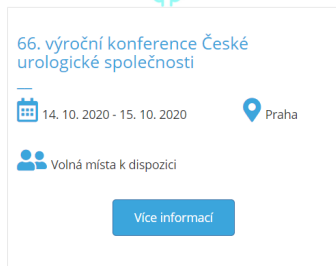 66. výroční konference České
urologické společnosti
14. 10. 2020 - 15. 10. 2020
Praha
Volná místa k dispozici
Více informací